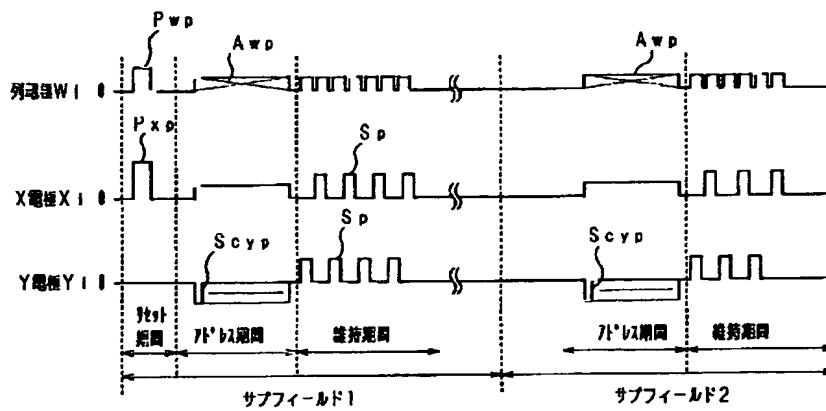 Pwp
Awp
Awp
列電極Wi 0
Pxp
Sp
X電極Xi 0
Scyp
Sp
Scyp
Y電極Yi 0
リセット期間
アドレス期間
維持期間
アドレス期間
維持期間
サブフィールド1
サブフィールド2